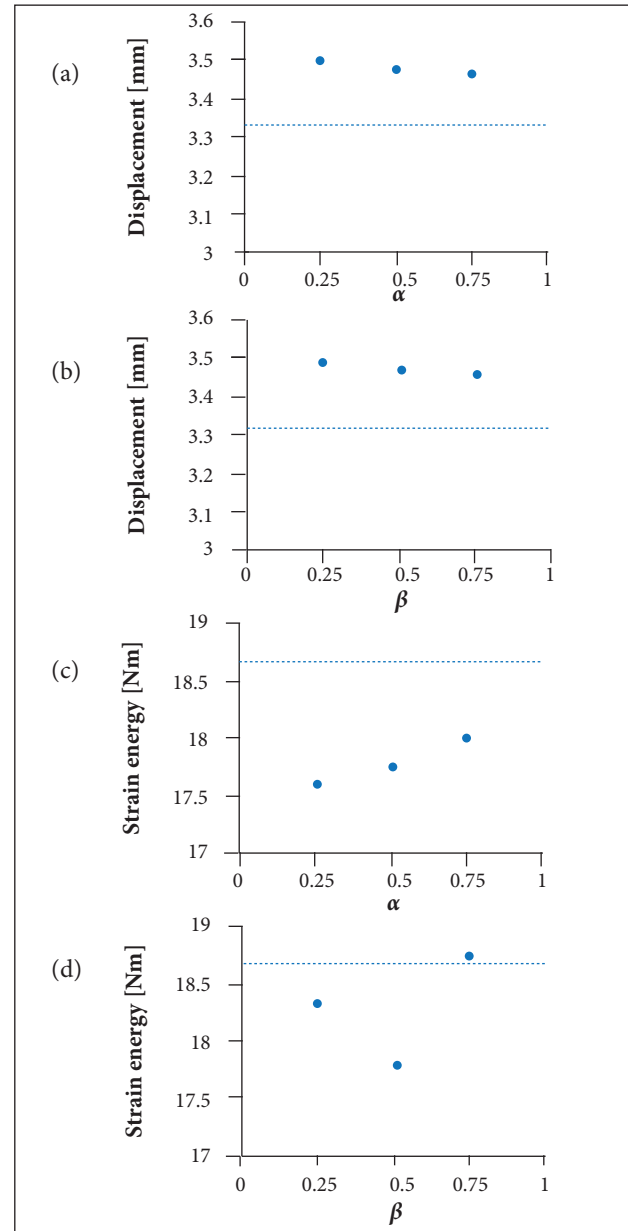 (a)
Displacement [mm]
3.6
3.5
3.4
3.3
3.2
3.1
3
0 0.25 0.5 0.75 1
α
(b)
Displacement [mm]
3.6
3.5
3.4
3.3
3.2
3.1
3
0 0.25 0.5 0.75 1
β
(c)
Strain energy [Nm]
19
18.5
18
17.5
17
0 0.25 0.5 0.75 1
α
(d)
Strain energy [Nm]
19
18.5
18
17.5
17
0 0.25 0.5 0.75 1
β